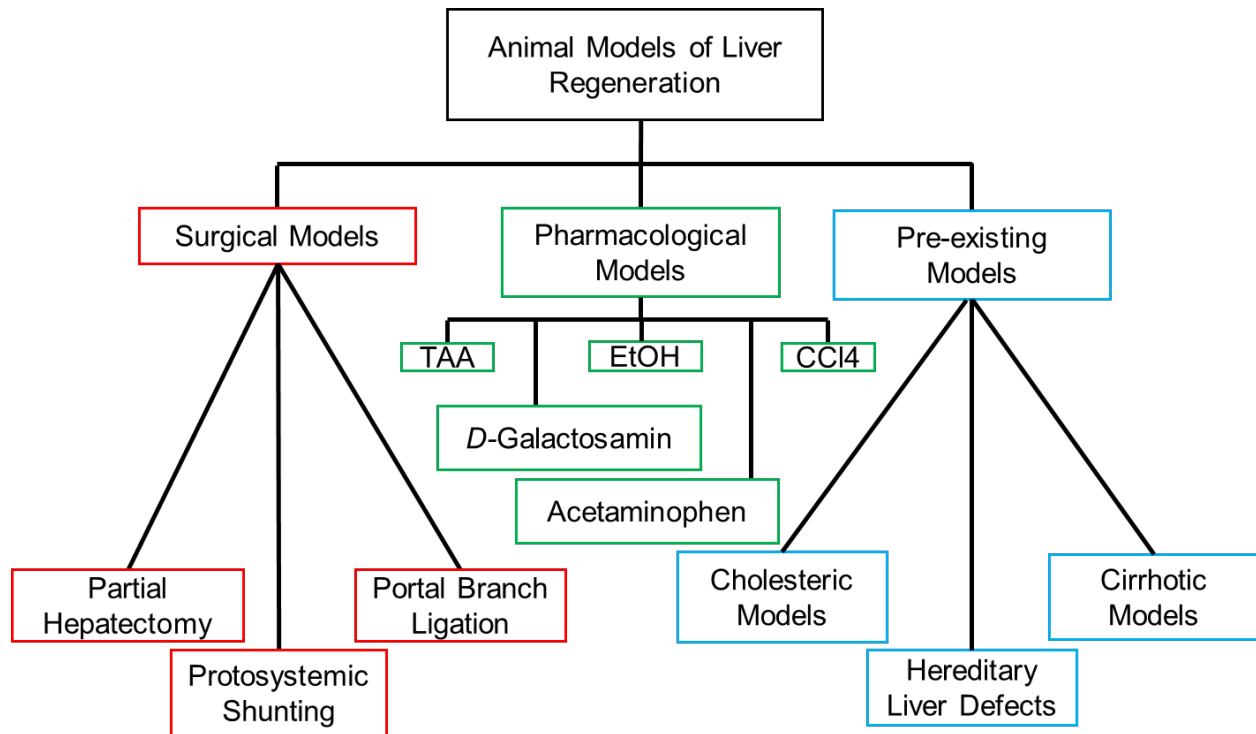 Animal Models of Liver
Regeneration
Surgical Models
Pharmacological
Models
Pre-existing
Models
TAA
EtOH
CCl4
D-Galactosamin
Acetaminophen
Partial
Hepatectomy
Portal Branch
Ligation
Protosystemic
Shunting
Cholesteric
Models
Cirrhotic
Models
Hereditary
Liver Defects